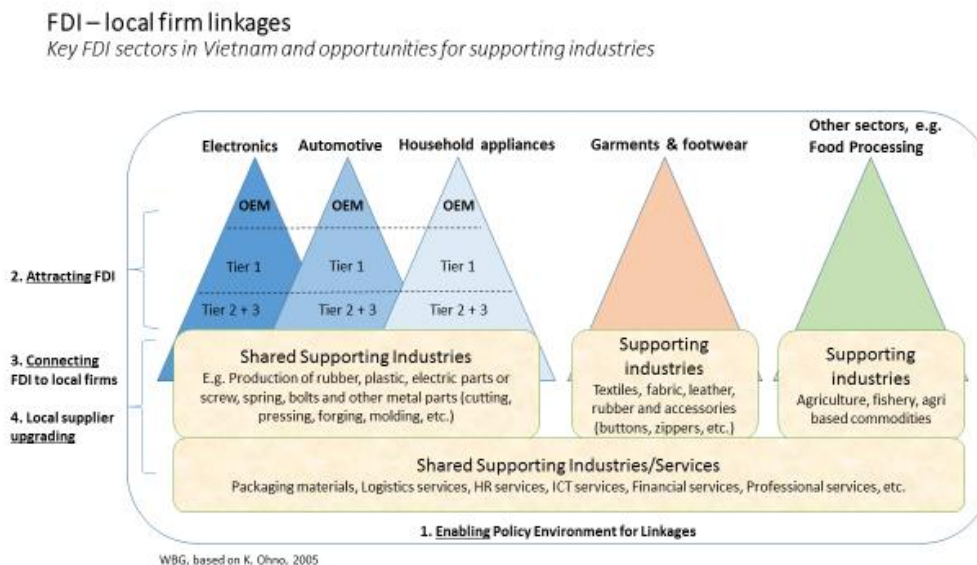 FDI – local firm linkages
Key FDI sectors in Vietnam and opportunities for supporting industries
Electronics
Automotive
Household appliances
Garments & footwear
Other sectors, e.g.
Food Processing
OEM
OEM
OEM
2. Attracting FDI
Tier 1
Tier 1
Tier 1
Tier 2 + 3
Tier 2 + 3
Tier 2 + 3
3. Connecting
FDI to local firms
4. Local supplier
upgrading
Shared Supporting Industries
E.g. Production of rubber, plastic, electric parts or
screw, spring, bolts and other metal parts (cutting,
pressing, forging, molding, etc.)
Supporting
industries
Textiles, fabric, leather,
rubber and accessories
(buttons, zippers, etc.)
Supporting
industries
Agriculture, fishery, agri
based commodities
Shared Supporting Industries/Services
Packaging materials, Logistics services, HR services, ICT services, Financial services, Professional services, etc.
1. Enabling Policy Environment for Linkages
WBG, based on K. Ohno, 2005